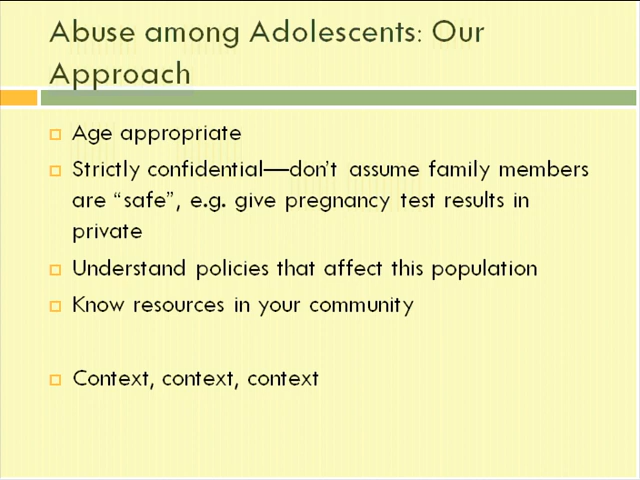 Abuse among Adolescents: Our
Approach
Age appropriate
Strictly confidential—don't assume family members
are “safe”, e.g. give pregnancy test results in
private
Understand policies that affect this population
Know resources in your community
Context, context, context